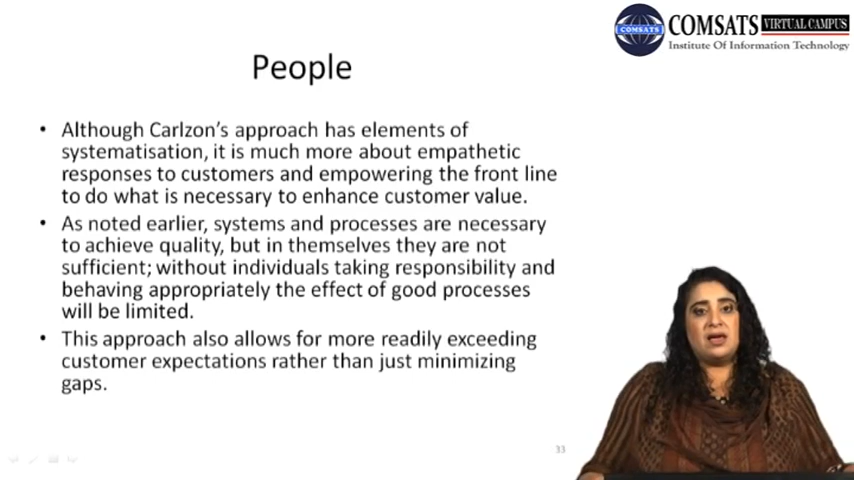 COMSATS
COMSATS VIRTUAL CAMPUS
Institute Of Information Technology
People
• Although Carlzon's approach has elements of
systematisation, it is much more about empathetic
responses to customers and empowering the front line
to do what is necessary to enhance customer value.
• As noted earlier, systems and processes are necessary
to achieve quality, but in themselves they are not
sufficient; without individuals taking responsibility and
behaving appropriately the effect of good processes
will be limited.
• This approach also allows for more readily exceeding
customer expectations rather than just minimizing
gaps.
33